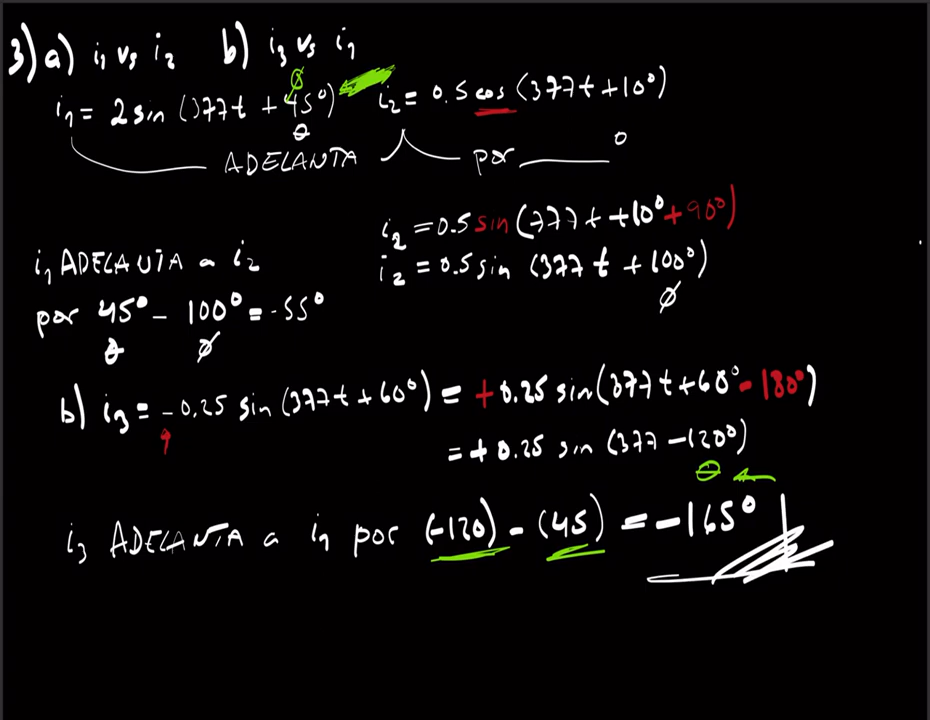 3) a) i1 vs i2 b) i3 vs i1
ϕ
i1 = 2 sin (377t + 45°) i2 = 0.5 cos (377t + 10°)
θ
ADELANTA por ______°
i2 = 0.5 sin (377t + 10° + 90°)
i2 = 0.5 sin (377 t + 100°)
ϕ
i1 ADELANTA a i2
por 45° - 100° = -55°
θ ϕ
b) i3 = -0.25 sin (377t + 60°) = +0.25 sin (377t + 60° - 180°)
= +0.25 sin (377 - 120°)
θ
i3 ADELANTA a i1 por (-120) - (45) = -165°